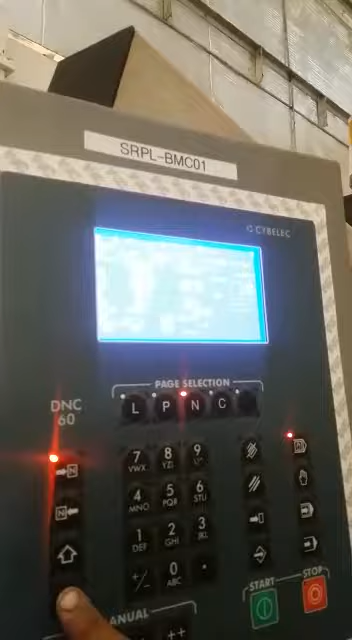 SRPL-BMC01
CYBELEC
PAGE SELECTION
L P N C
DNC
60
7 8 9
VWX YZ
4 5 6
MNO PQR STU
1 2 3
DEF GHI JKL
+/- 0 .
ABC
START STOP
ANUAL
++